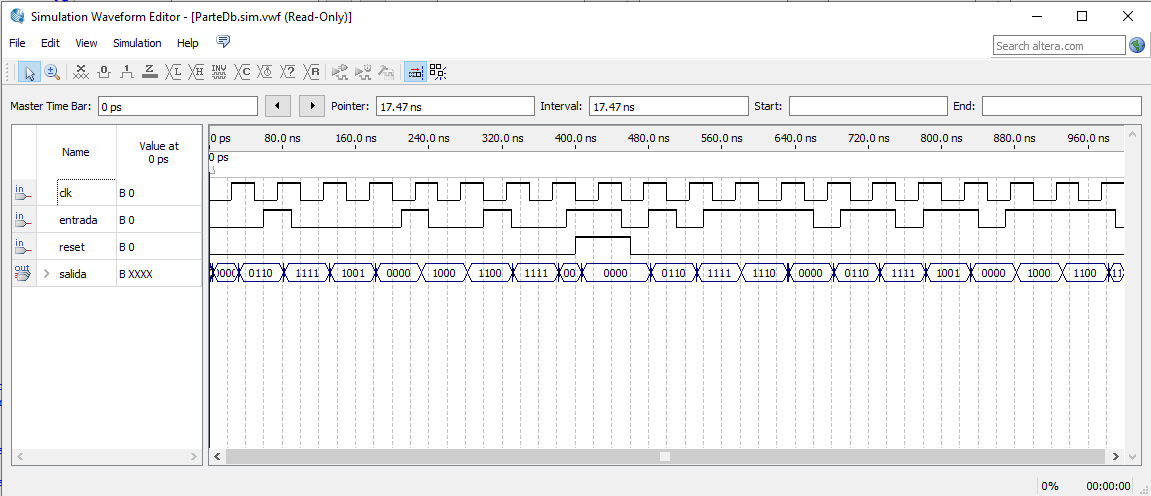 Simulation Waveform Editor - [ParteDb.sim.vwf (Read-Only)]
File Edit View Simulation Help
Search altera.com
Master Time Bar: 0 ps Pointer: 17.47 ns Interval: 17.47 ns Start: End:
Name Value at 0 ps
0 ps 80.0 ns 160.0 ns 240.0 ns 320.0 ns 400.0 ns 480.0 ns 560.0 ns 640.0 ns 720.0 ns 800.0 ns 880.0 ns 960.0 ns
0 ps
in clk B 0
in entrada B 0
in reset B 0
out salida B XXXX 0110 1111 1001 0000 1000 1100 1111 00 0000 0110 1111 1110 0000 0110 1111 1001 0000 1000 1100 11
0% 00:00:00